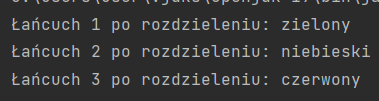 Łańcuch 1 po rozdzieleniu: zielony
Łańcuch 2 po rozdzieleniu: niebieski
Łańcuch 3 po rozdzieleniu: czerwony